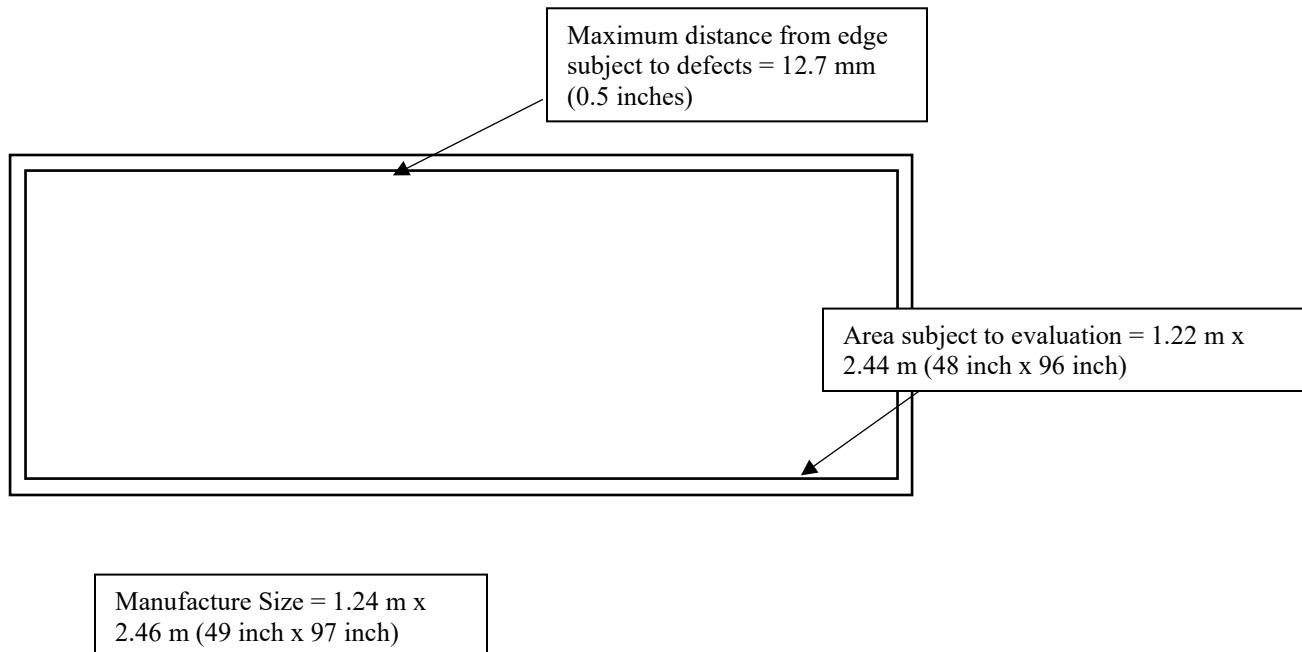 Maximum distance from edge
subject to defects = 12.7 mm
(0.5 inches)
Area subject to evaluation = 1.22 m x
2.44 m (48 inch x 96 inch)
Manufacture Size = 1.24 m x
2.46 m (49 inch x 97 inch)